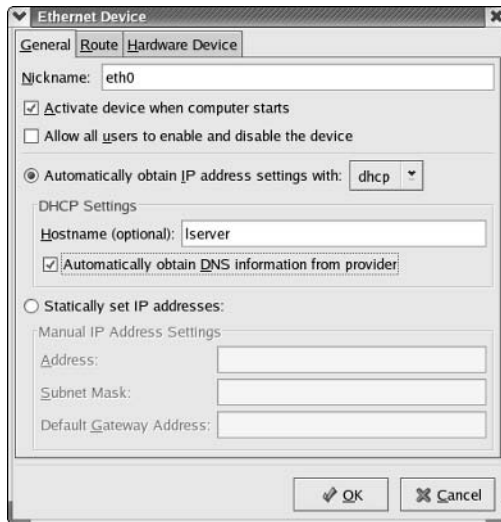 Ethernet Device
General Route Hardware Device
Nickname: eth0
Activate device when computer starts
Allow all users to enable and disable the device
Automatically obtain IP address settings with: dhcp
DHCP Settings
Hostname (optional): lserver
Automatically obtain DNS information from provider
Statically set IP addresses:
Manual IP Address Settings
Address:
Subnet Mask:
Default Gateway Address:
OK Cancel